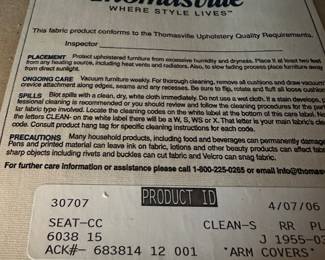 Thomasville
WHERE STYLE LIVES™
This fabric product conforms to the Thomasville Upholstery Quality Requirements.
Inspector
PLACEMENT Protect upholstered furniture from excessive humidity and dryness. Place it at least two feet
from any heating source, including heat vents and radiators. Also, to slow fading process place furniture away
from direct sunlight.
ONGOING CARE Vacuum furniture weekly. For thorough cleaning, remove all cushions and draw vacuum
crevice attachment along edges, seams and any recesses. Be sure to flip, rotate and fluff all loose cushions
SPILLS Blot spills with a clean, dry, white cloth immediately. Do not use a wet cloth. If a stain develops,
fessional cleaning is recommended or you should review and follow the cleaning procedures for the
lar fabric type involved. Locate the cleaning codes on the white label at the bottom of this care label. Next
the letters CLEAN- on the white label there will be a W, S, WS or X. That letter is your main fabric's clean
code. Consult product hang tag for specific cleaning instructions for each code.
PRECAUTIONS Many household products, including food and beverages can permanently damage
Pens and printed material can leave ink on fabric, lotions and other beauty products can affect
sharp objects including rivets and buckles can cut fabric and Velcro can snag fabric.
For further care information or assistance please call 1-800-225-0265 or email info@thomasv
PRODUCT ID
30707 4/07/06
SEAT-CC CLEAN-S RR PL
6038 15 J 1955-03
ACK#- 683814 12 001 *ARM COVERS*